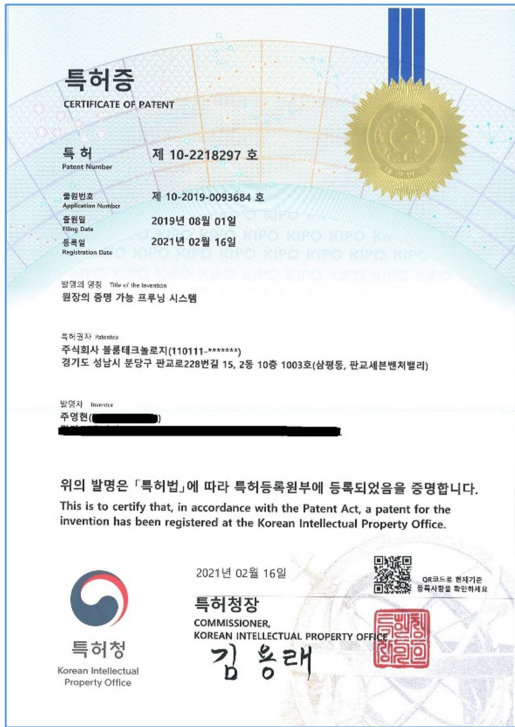 특허증
CERTIFICATE OF PATENT
특 허 제 10-2218297 호
Patent Number
출원번호 제 10-2019-0093684 호
Application Number
출원일 2019년 08월 01일
Filing Date
등록일 2021년 02월 16일
Registration Date
발명의 명칭 Title of the Invention
원장의 증명 가능 프루닝 시스템
특허권자 Patentee
주식회사 블룸테크놀로지(110111-*******)
경기도 성남시 분당구 판교로228번길 15, 2동 10층 1003호(삼평동, 판교세븐벤처밸리)
발명자 Inventor
주영현( )
위의 발명은 「특허법」에 따라 특허등록원부에 등록되었음을 증명합니다.
This is to certify that, in accordance with the Patent Act, a patent for the
invention has been registered at the Korean Intellectual Property Office.
2021년 02월 16일
QR코드로 현재기준
등록사항을 확인하세요
특허청장
COMMISSIONER,
KOREAN INTELLECTUAL PROPERTY OFFICE
김용래
특허청
Korean Intellectual
Property Office